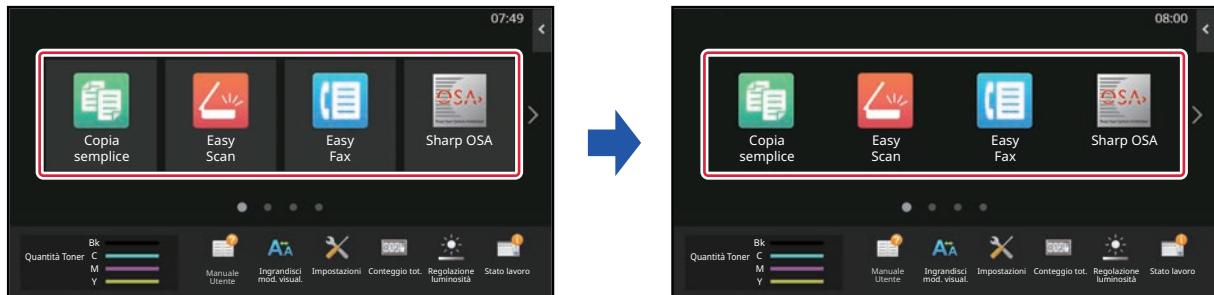 07:49
Copia
semplice
Easy
Scan
Easy
Fax
OSA
Sharp OSA
Quantità Toner
Bk
C
M
Y
Manuale
Utente
Ingrandisci
mod. visual.
Impostazioni
Conteggio tot.
Regolazione
luminosità
Stato lavoro
08:00
Copia
semplice
Easy
Scan
Easy
Fax
OSA
Sharp OSA
Quantità Toner
Bk
C
M
Y
Manuale
Utente
Ingrandisci
mod. visual.
Impostazioni
Conteggio tot.
Regolazione
luminosità
Stato lavoro